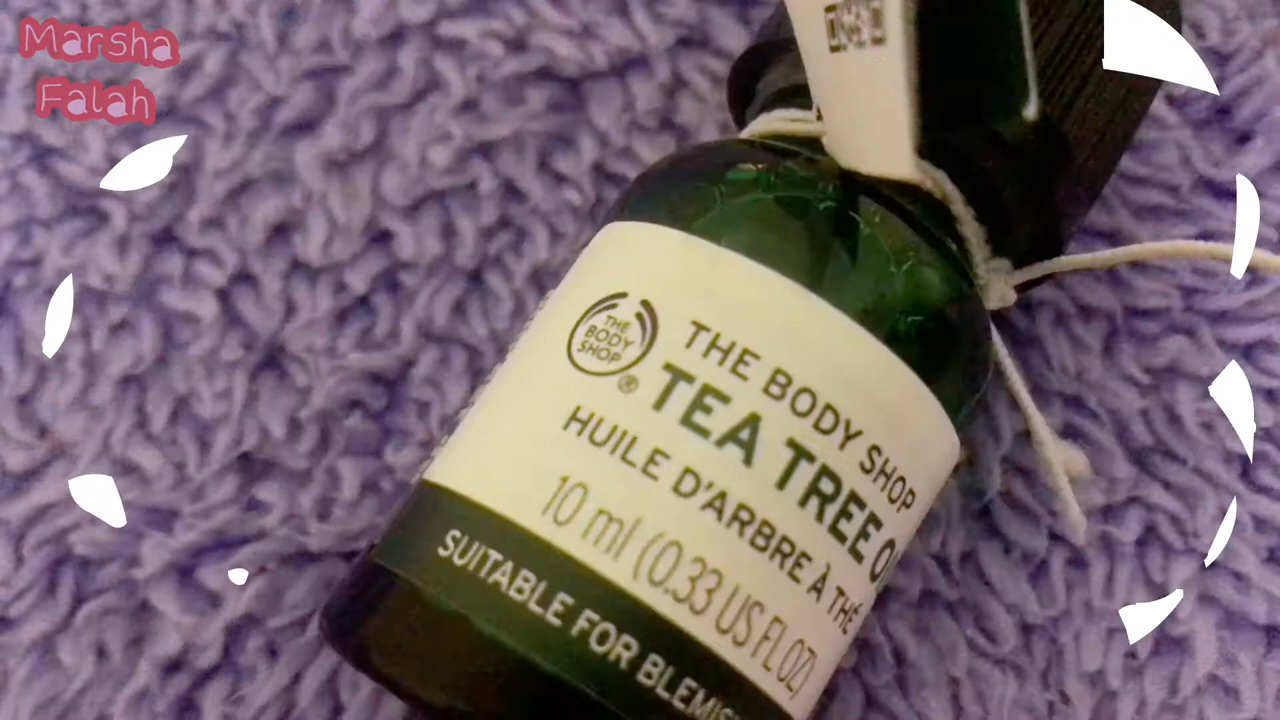 Marsha
Falah
THE
BODY
SHOP
®
THE BODY SHOP
TEA TREE
HUILE D'ARBRE À THÉ
10 ml (0.33 US FL OZ)
SUITABLE FOR